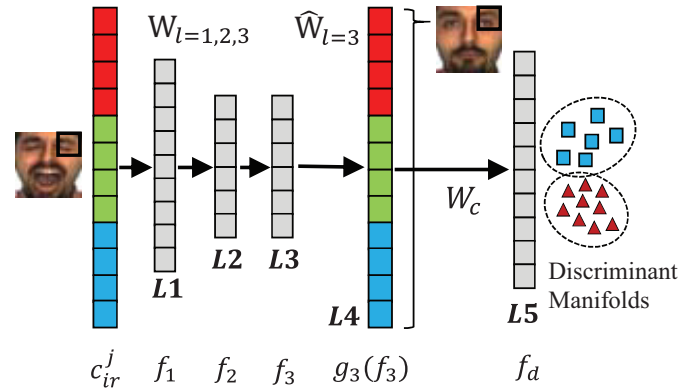 W_{l=1,2,3}
Ŵ_{l=3}
W_c
L1
L2
L3
L4
L5
Discriminant
Manifolds
c_{ir}^{j}
f_1
f_2
f_3
g_3(f_3)
f_d